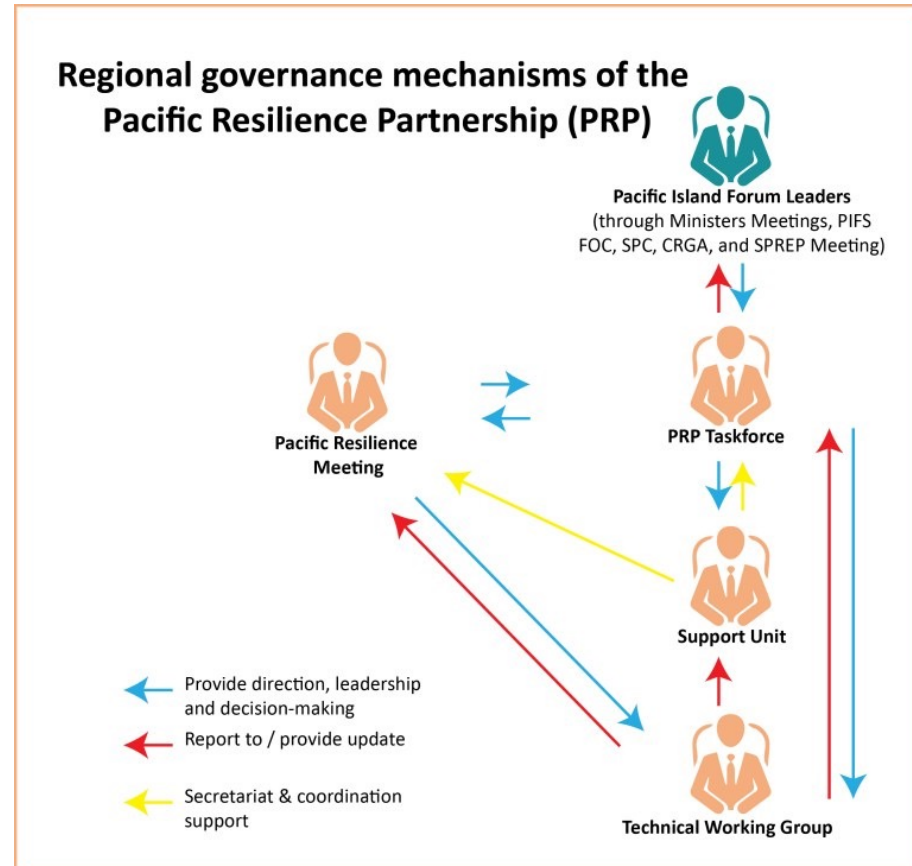 Regional governance mechanisms of the
Pacific Resilience Partnership (PRP)
Pacific Island Forum Leaders
(through Ministers Meetings, PIFS
FOC, SPC, CRGA, and SPREP Meeting)
Pacific Resilience
Meeting
PRP Taskforce
Support Unit
Provide direction, leadership
and decision-making
Report to / provide update
Secretariat & coordination
support
Technical Working Group